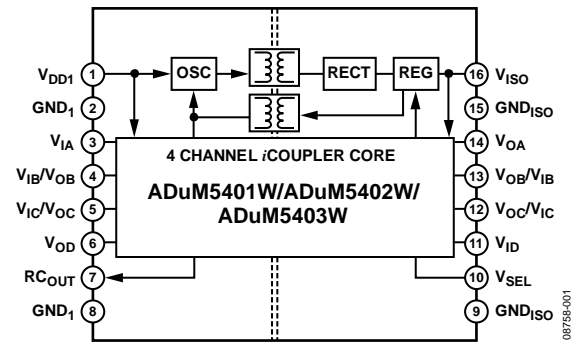 OSC
RECT
REG
VDD1 1
16 VISO
GND1 2
15 GNDISO
VIA 3
14 VOA
4 CHANNEL iCOUPLER CORE
VIB/VOB 4
13 VOB/VIB
ADuM5401W/ADuM5402W/
ADuM5403W
VIC/VOC 5
12 VOC/VIC
VOD 6
11 VID
RCOUT 7
10 VSEL
GND1 8
9 GNDISO
08758-001